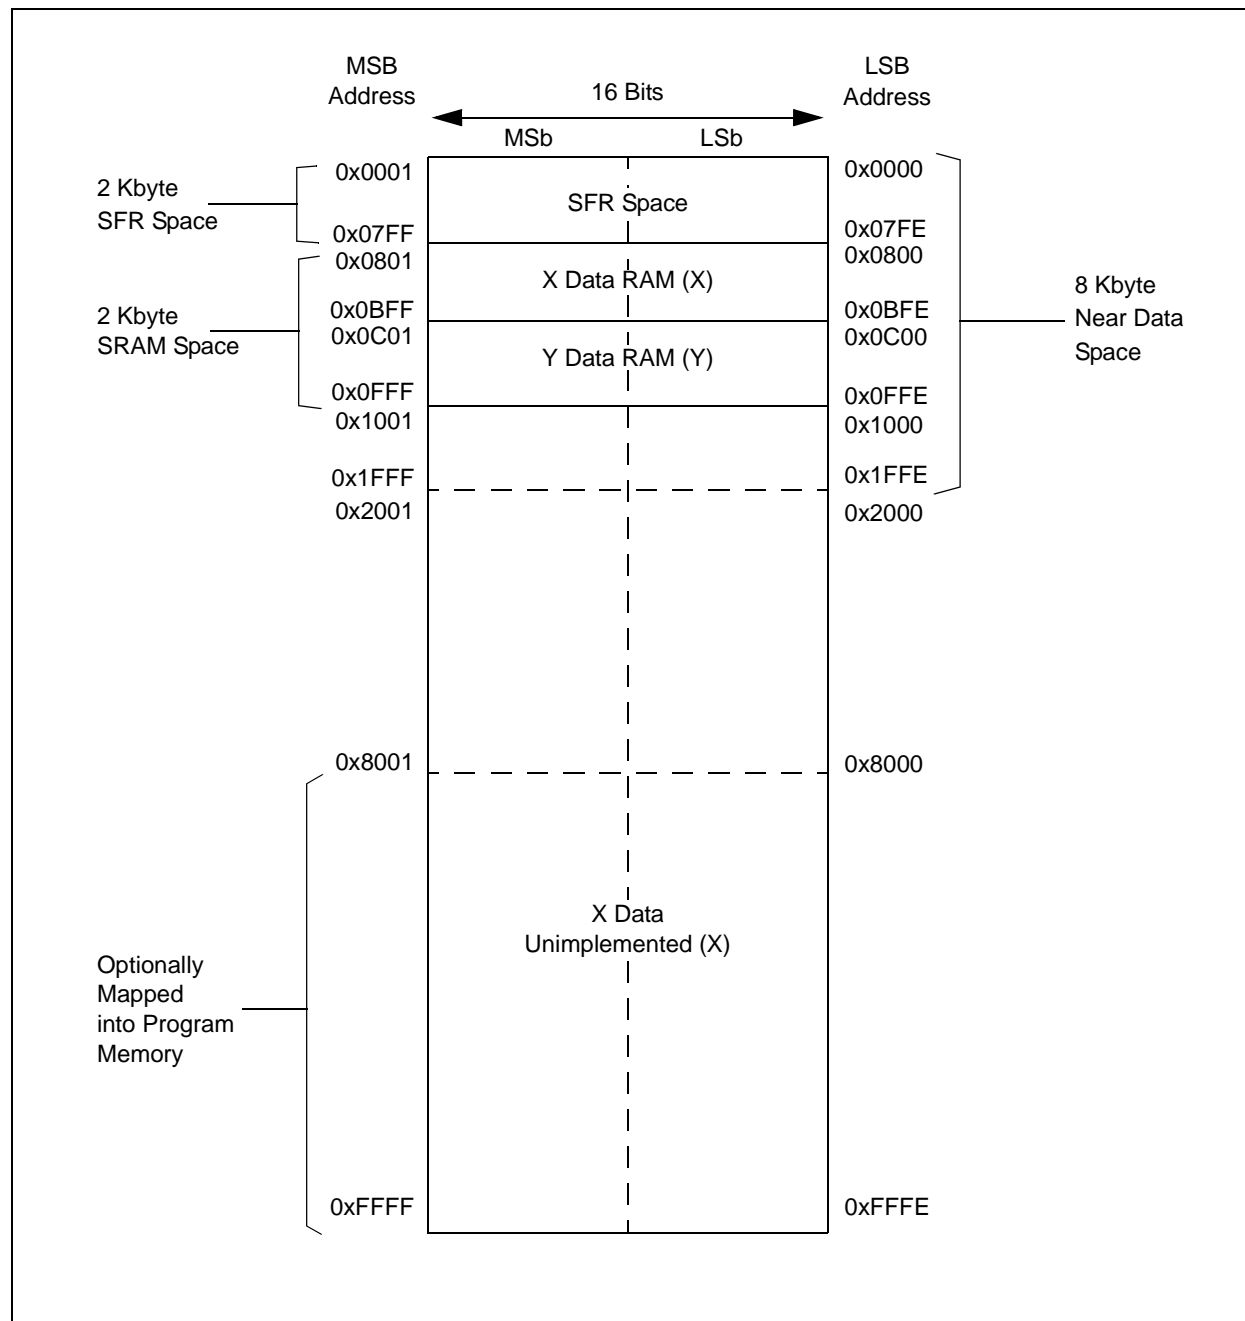 MSB
Address
LSB
Address
16 Bits
MSb
LSb
0x0001
0x0000
2 Kbyte
SFR Space
SFR Space
0x07FF
0x07FE
0x0801
0x0800
X Data RAM (X)
2 Kbyte
SRAM Space
0x0BFF
0x0BFE
0x0C01
0x0C00
8 Kbyte
Near Data
Space
Y Data RAM (Y)
0x0FFF
0x0FFE
0x1001
0x1000
0x1FFF
0x1FFE
0x2001
0x2000
0x8001
0x8000
X Data
Unimplemented (X)
Optionally
Mapped
into Program
Memory
0xFFFF
0xFFFE